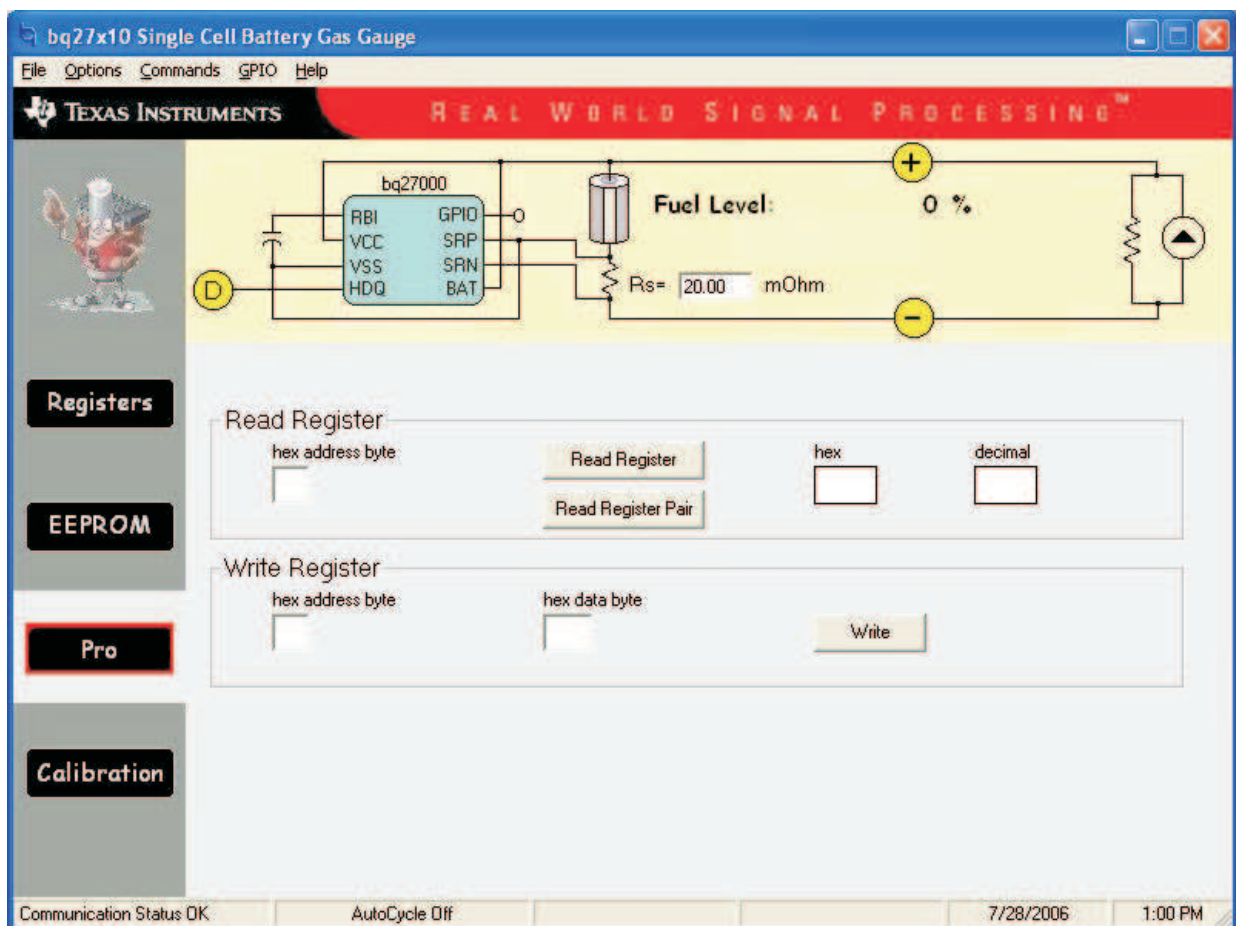 bq27x10 Single Cell Battery Gas Gauge
File Options Commands GPIO Help
TEXAS INSTRUMENTS REAL WORLD SIGNAL PROCESSING™
bq27000
RBI GPIO
VCC SRP
VSS SRN
HDQ BAT
D
Fuel Level: 0 %
+
Rs= 20.00 mOhm
−
Registers
EEPROM
Pro
Calibration
Read Register
hex address byte
Read Register
Read Register Pair
hex
decimal
Write Register
hex address byte
hex data byte
Write
Communication Status OK AutoCycle Off 7/28/2006 1:00 PM